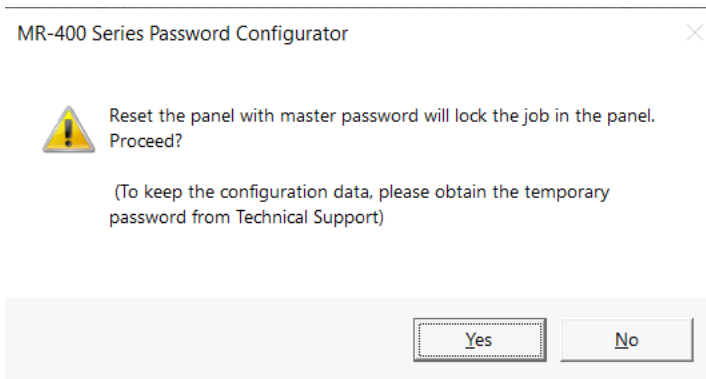 MR-400 Series Password Configurator
Reset the panel with master password will lock the job in the panel.
Proceed?
(To keep the configuration data, please obtain the temporary
password from Technical Support)
Yes
No